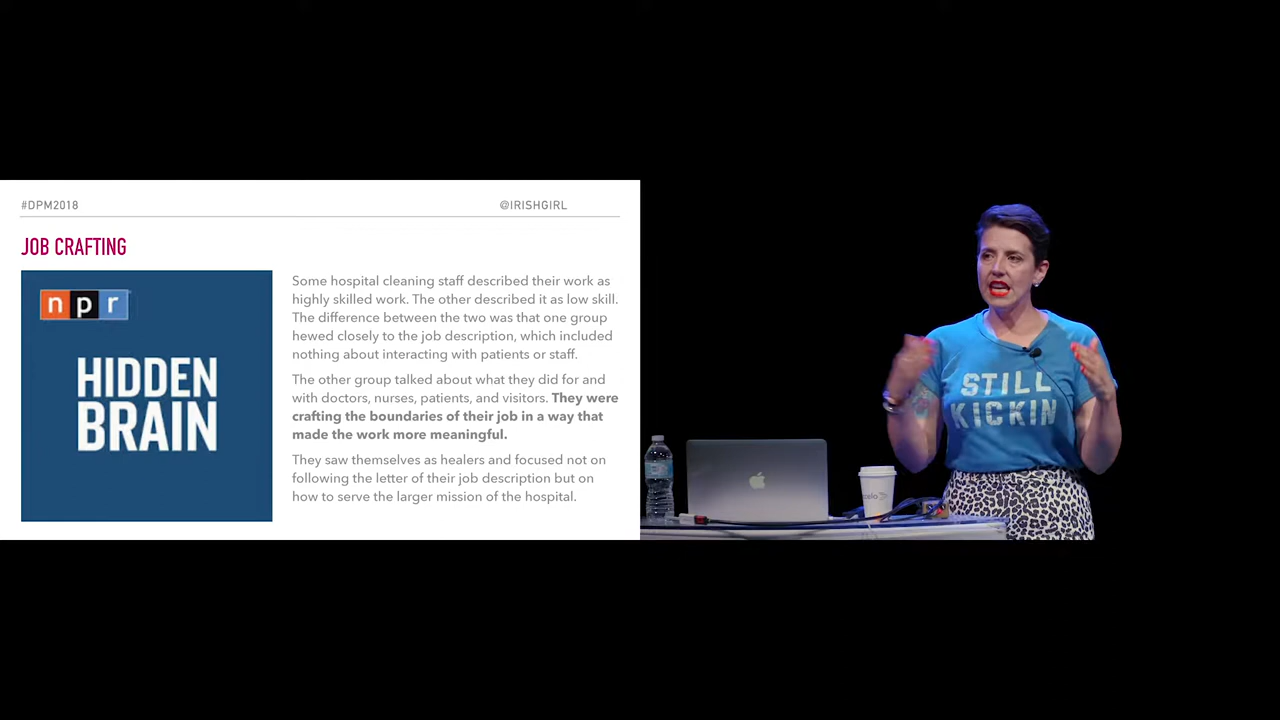 #DPM2018
@IRISHGIRL
JOB CRAFTING
npr
HIDDEN
BRAIN
Some hospital cleaning staff described their work as
highly skilled work. The other described it as low skill.
The difference between the two was that one group
hewed closely to the job description, which included
nothing about interacting with patients or staff.
The other group talked about what they did for and
with doctors, nurses, patients, and visitors. They were
crafting the boundaries of their job in a way that
made the work more meaningful.
They saw themselves as healers and focused not on
following the letter of their job description but on
how to serve the larger mission of the hospital.
STILL
KICKIN